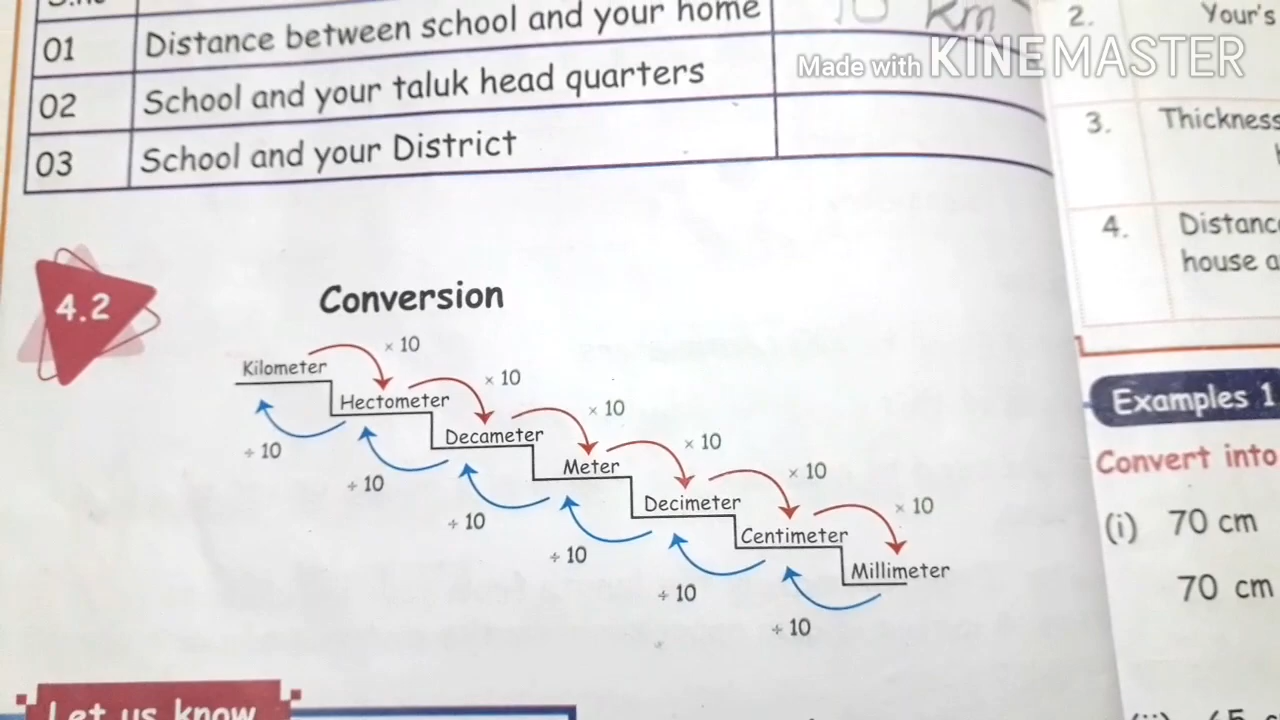 01 Distance between school and your home 10 Km
02 School and your taluk head quarters
03 School and your District
Made with KINEMASTER
4.2
Conversion
Kilometer
× 10
Hectometer
× 10
Decameter
× 10
Meter
× 10
Decimeter
× 10
Centimeter
× 10
Millimeter
÷ 10
÷ 10
÷ 10
÷ 10
÷ 10
÷ 10
Let us know
2. Your's
3. Thickness
4. Distance
house a
Examples 1
Convert into
(i) 70 cm
70 cm